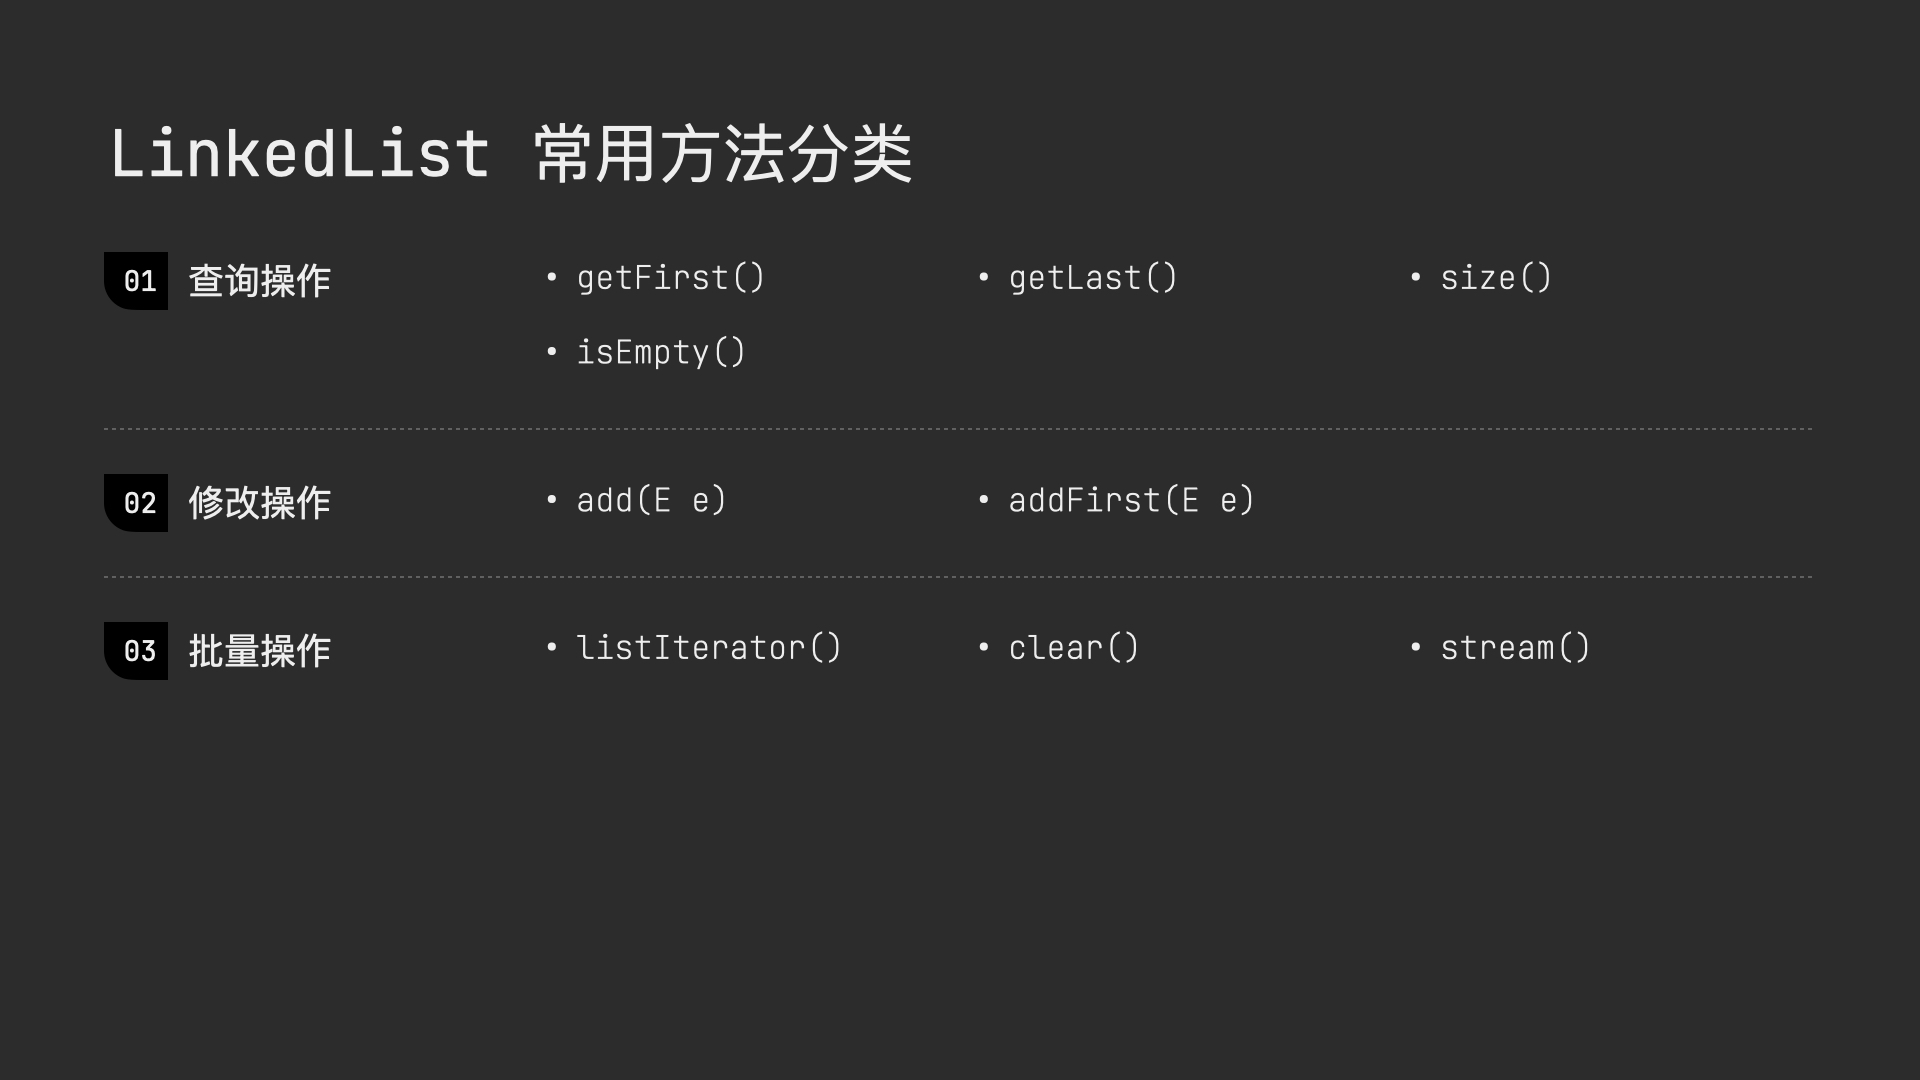 LinkedList 常用方法分类
01 查询操作
• getFirst()
• getLast()
• size()
• isEmpty()
02 修改操作
• add(E e)
• addFirst(E e)
03 批量操作
• listIterator()
• clear()
• stream()